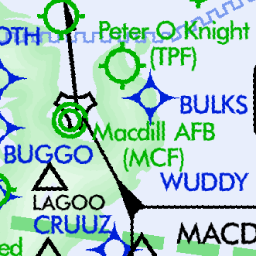 OTH
Peter O Knight
(TPF)
BULKS
Macdill AFB
(MCF)
BUGGO
WUDDY
LAGOO
CRUUZ
MACD
ed